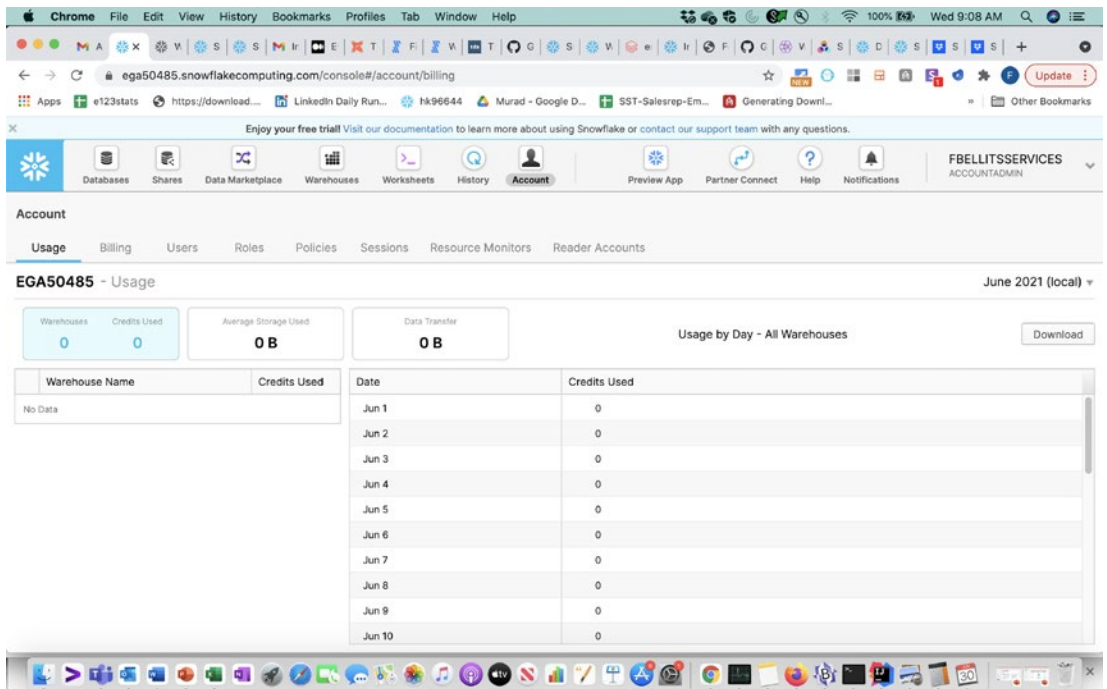 Chrome File Edit View History Bookmarks Profiles Tab Window Help 100% Wed 9:08 AM
ega50485.snowflakecomputing.com/console#/account/billing NEW F Update
Apps e123stats https://download.... LinkedIn Daily Run... hk96644 Murad - Google D... SST-Salesrep-Em... Generating Downl... » Other Bookmarks
Enjoy your free trial! Visit our documentation to learn more about using Snowflake or contact our support team with any questions.
Databases Shares Data Marketplace Warehouses Worksheets History Account Preview App Partner Connect Help Notifications FBELLITSSERVICES
ACCOUNTADMIN
Account
Usage Billing Users Roles Policies Sessions Resource Monitors Reader Accounts
EGA50485 - Usage June 2021 (local)
Warehouses Credits Used Average Storage Used Data Transfer
0 0 0 B 0 B
Usage by Day - All Warehouses Download
Warehouse Name Credits Used Date Credits Used
No Data
Jun 1 0
Jun 2 0
Jun 3 0
Jun 4 0
Jun 5 0
Jun 6 0
Jun 7 0
Jun 8 0
Jun 9 0
Jun 10 0